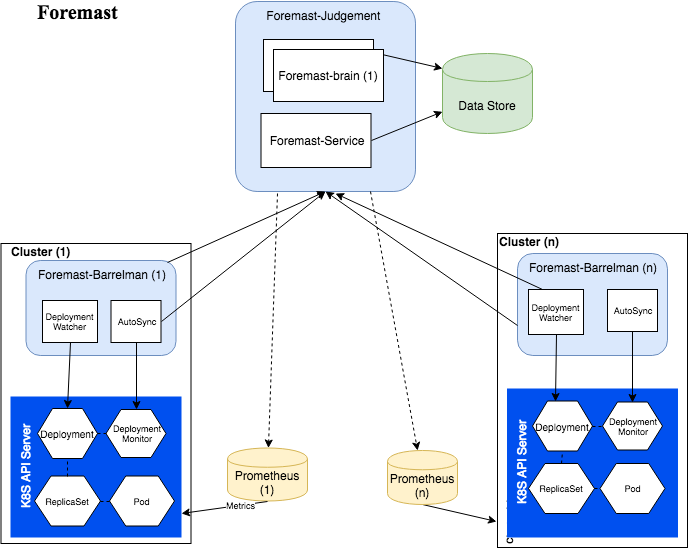 Foremast
Foremast-Judgement
Foremast-brain (1)
Foremast-Service
Data Store
Cluster (1)
Foremast-Barrelman (1)
Deployment
Watcher
AutoSync
K8S API Server
Deployment
Deployment
Monitor
ReplicaSet
Pod
Prometheus
(1)
Metrics
Prometheus
(n)
Cluster (n)
Foremast-Barrelman (n)
Deployment
Watcher
AutoSync
K8S API Server
Deployment
Deployment
Monitor
ReplicaSet
Pod